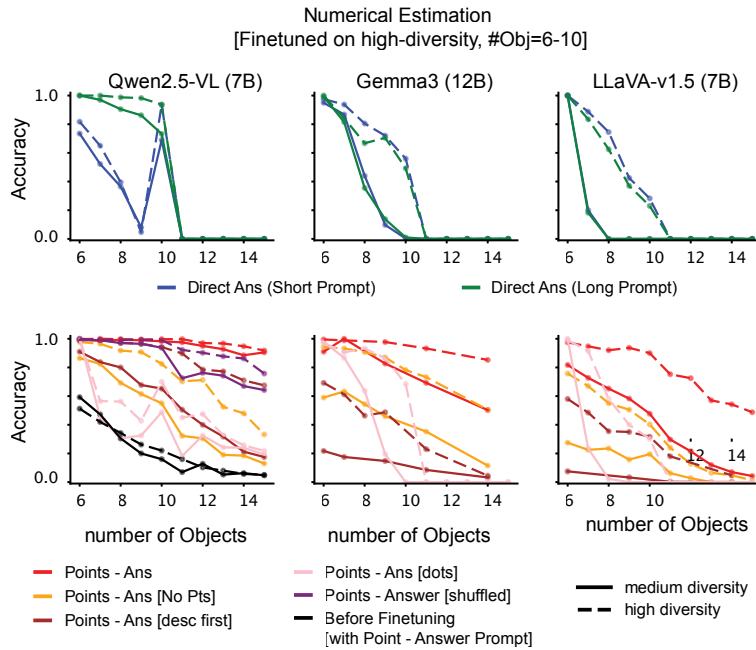 Numerical Estimation
[Finetuned on high-diversity, #Obj=6-10]
Qwen2.5-VL (7B) Gemma3 (12B) LLaVA-v1.5 (7B)
1.0
Accuracy
0.0
6 8 10 12 14 6 8 10 12 14 6 8 10 12 14
Direct Ans (Short Prompt) Direct Ans (Long Prompt)
1.0
Accuracy
0.0
12 14
6 8 10 12 14 6 8 10 12 14 6 8 10
number of Objects number of Objects number of Objects
Points - Ans Points - Ans [dots]
Points - Ans [No Pts] Points - Answer [shuffled]
Points - Ans [desc first] Before Finetuning
[with Point - Answer Prompt]
medium diversity
high diversity